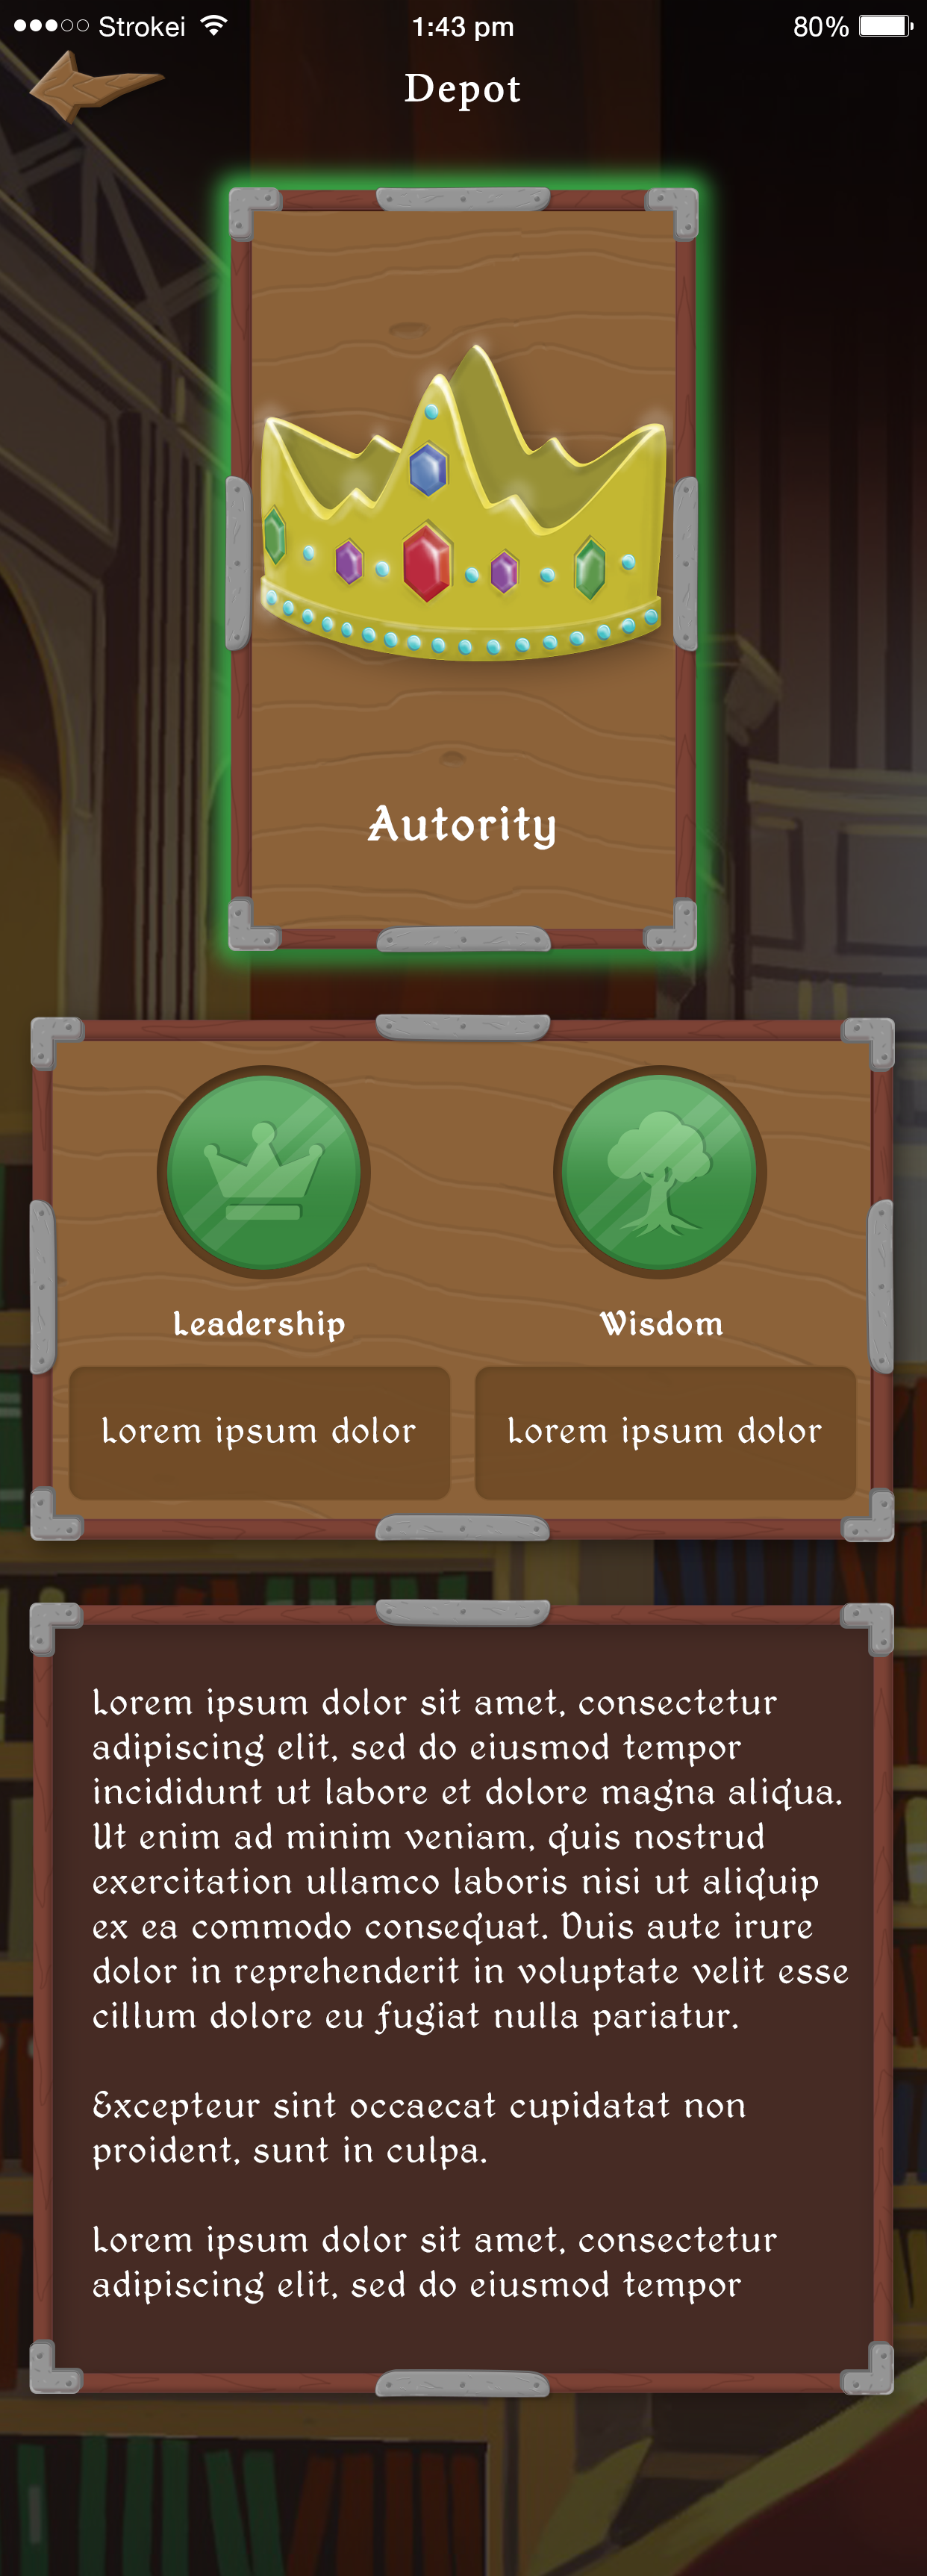 Strokei 1:43 pm 80%
Depot
Autority
Leadership Wisdom
Lorem ipsum dolor Lorem ipsum dolor
Lorem ipsum dolor sit amet, consectetur
adipiscing elit, sed do eiusmod tempor
incididunt ut labore et dolore magna aliqua.
Ut enim ad minim veniam, quis nostrud
exercitation ullamco laboris nisi ut aliquip
ex ea commodo consequat. Duis aute irure
dolor in reprehenderit in voluptate velit esse
cillum dolore eu fugiat nulla pariatur.
Excepteur sint occaecat cupidatat non
proident, sunt in culpa.
Lorem ipsum dolor sit amet, consectetur
adipiscing elit, sed do eiusmod tempor